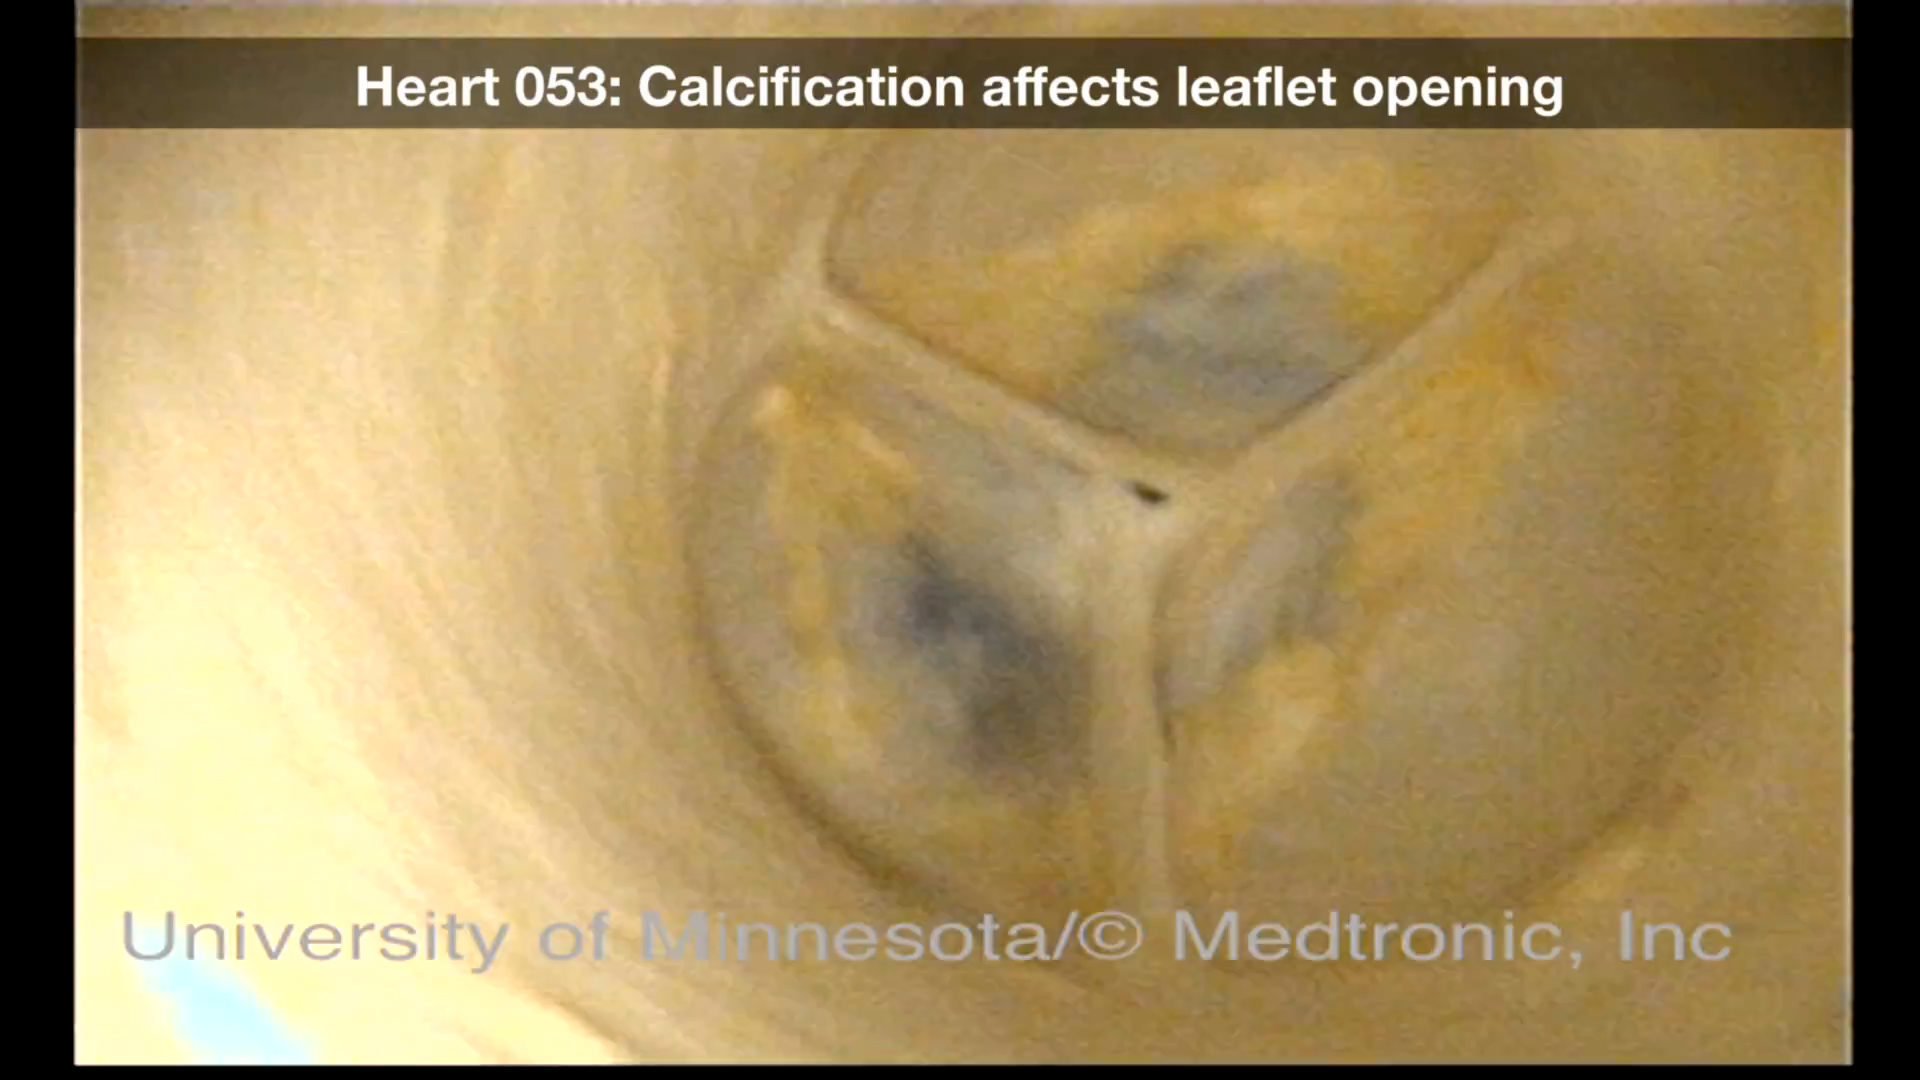 Heart 053: Calcification affects leaflet opening
University of Minnesota/© Medtronic, Inc